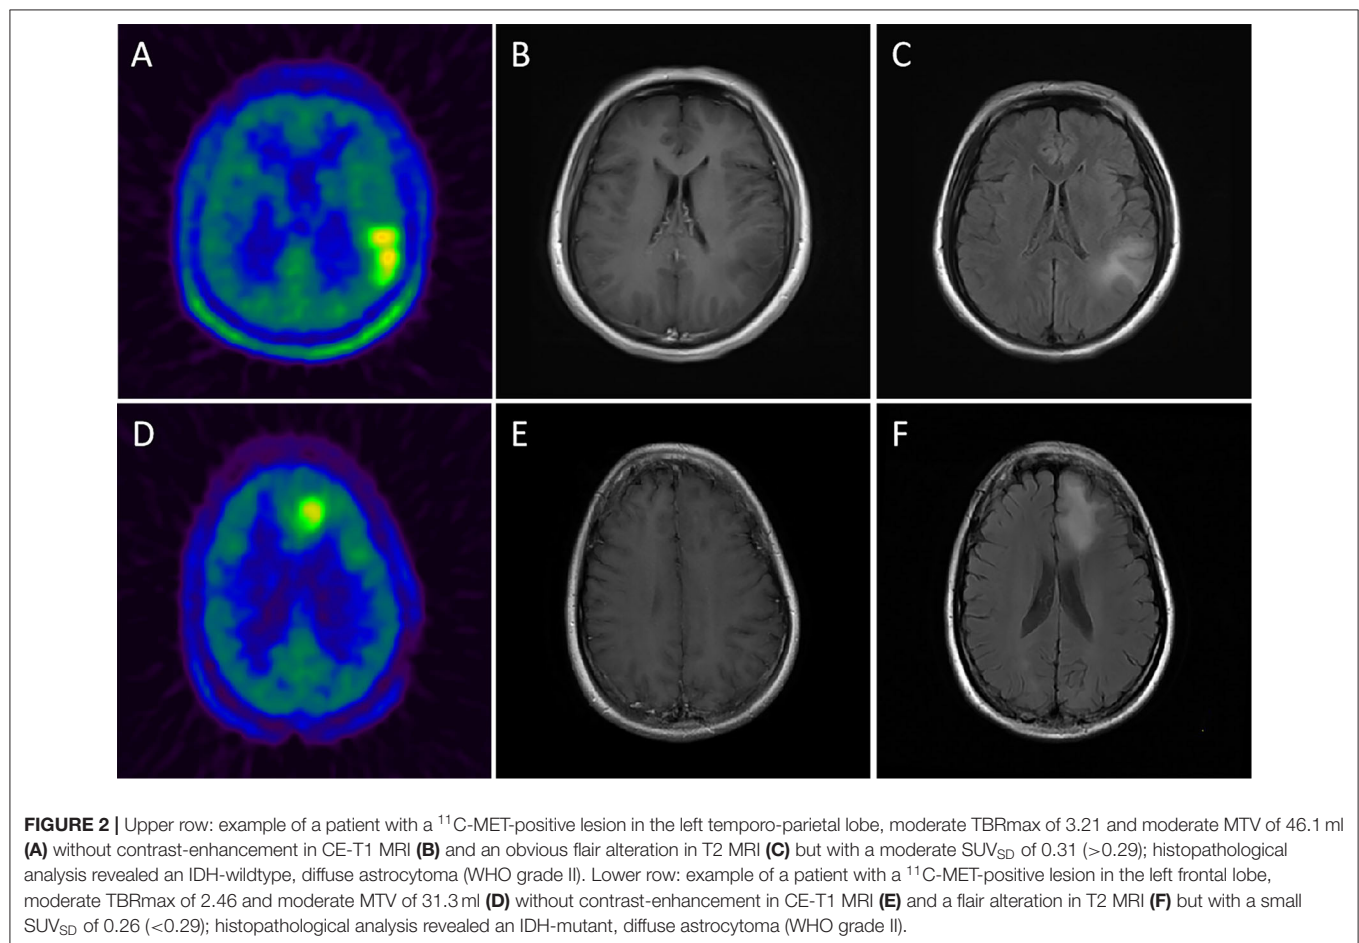 A
B
C
D
E
F
FIGURE 2 | Upper row: example of a patient with a ¹¹C-MET-positive lesion in the left temporo-parietal lobe, moderate TBRmax of 3.21 and moderate MTV of 46.1 ml
(A) without contrast-enhancement in CE-T1 MRI (B) and an obvious flair alteration in T2 MRI (C) but with a moderate SUVSD of 0.31 (>0.29); histopathological
analysis revealed an IDH-wildtype, diffuse astrocytoma (WHO grade II). Lower row: example of a patient with a ¹¹C-MET-positive lesion in the left frontal lobe,
moderate TBRmax of 2.46 and moderate MTV of 31.3 ml (D) without contrast-enhancement in CE-T1 MRI (E) and a flair alteration in T2 MRI (F) but with a small
SUVSD of 0.26 (<0.29); histopathological analysis revealed an IDH-mutant, diffuse astrocytoma (WHO grade II).